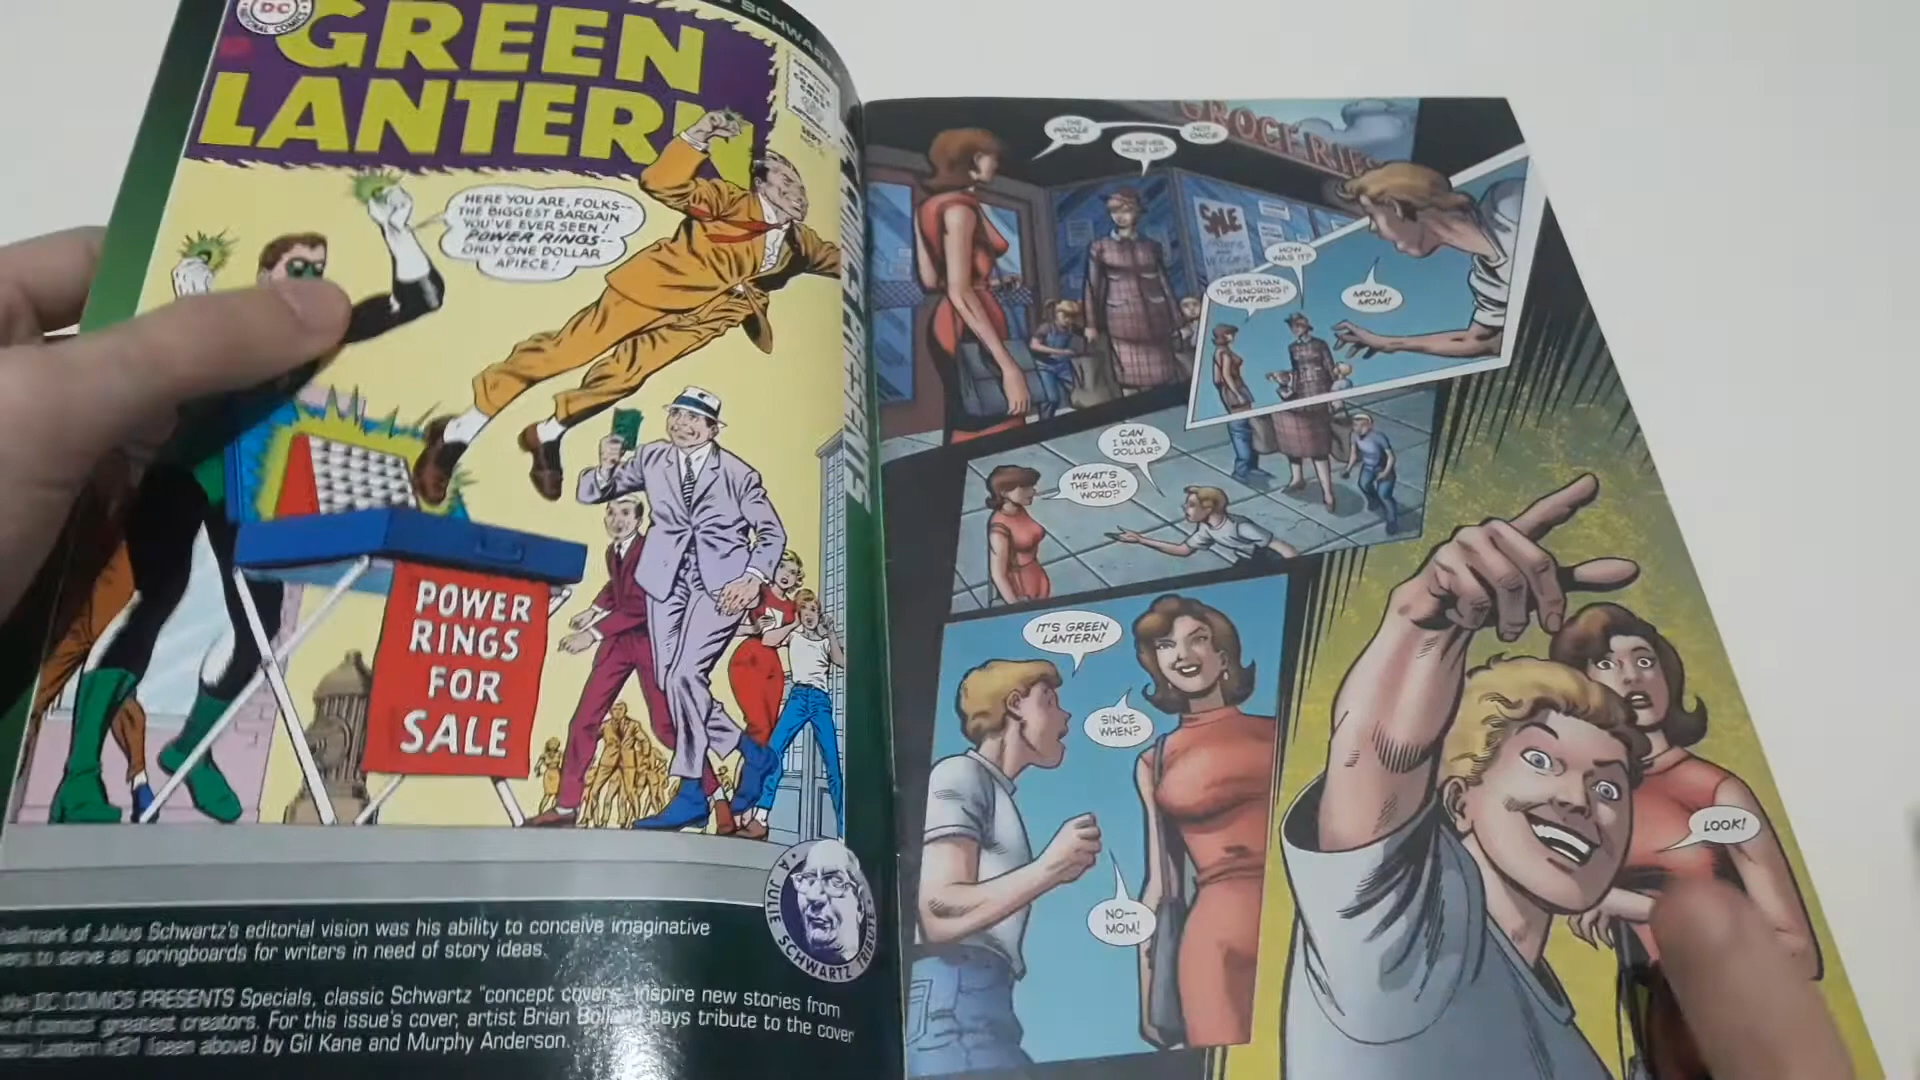 DC
NATIONAL COMICS
SCHWARTZ
GREEN
LANTERN
HERE YOU ARE, FOLKS--
THE BIGGEST BARGAIN
YOU'VE EVER SEEN!
POWER RINGS--
ONLY ONE DOLLAR
APIECE!
POWER
RINGS
FOR
SALE
A JULIE SCHWARTZ TRIBUTE
hallmark of Julius Schwartz's editorial vision was his ability to conceive imaginative
to serve as springboards for writers in need of story ideas.
the DC COMICS PRESENTS Specials, classic Schwartz "concept covers" inspire new stories from
of comics' greatest creators. For this issue's cover, artist Brian Bolland pays tribute to the cover
Lantern #31 (seen above) by Gil Kane and Murphy Anderson.
GROCERIES
...THE
WHOLE
TIME.
HE NEVER
WOKE UP?
NOT
ONCE.
SALE
HOW
WAS IT?
OTHER THAN
THE SNORING?
FANTAS--
MOM!
MOM!
CAN
I HAVE A
DOLLAR?
WHAT'S
THE MAGIC
WORD?
IT'S GREEN
LANTERN!
SINCE
WHEN?
NO--
MOM!
LOOK!